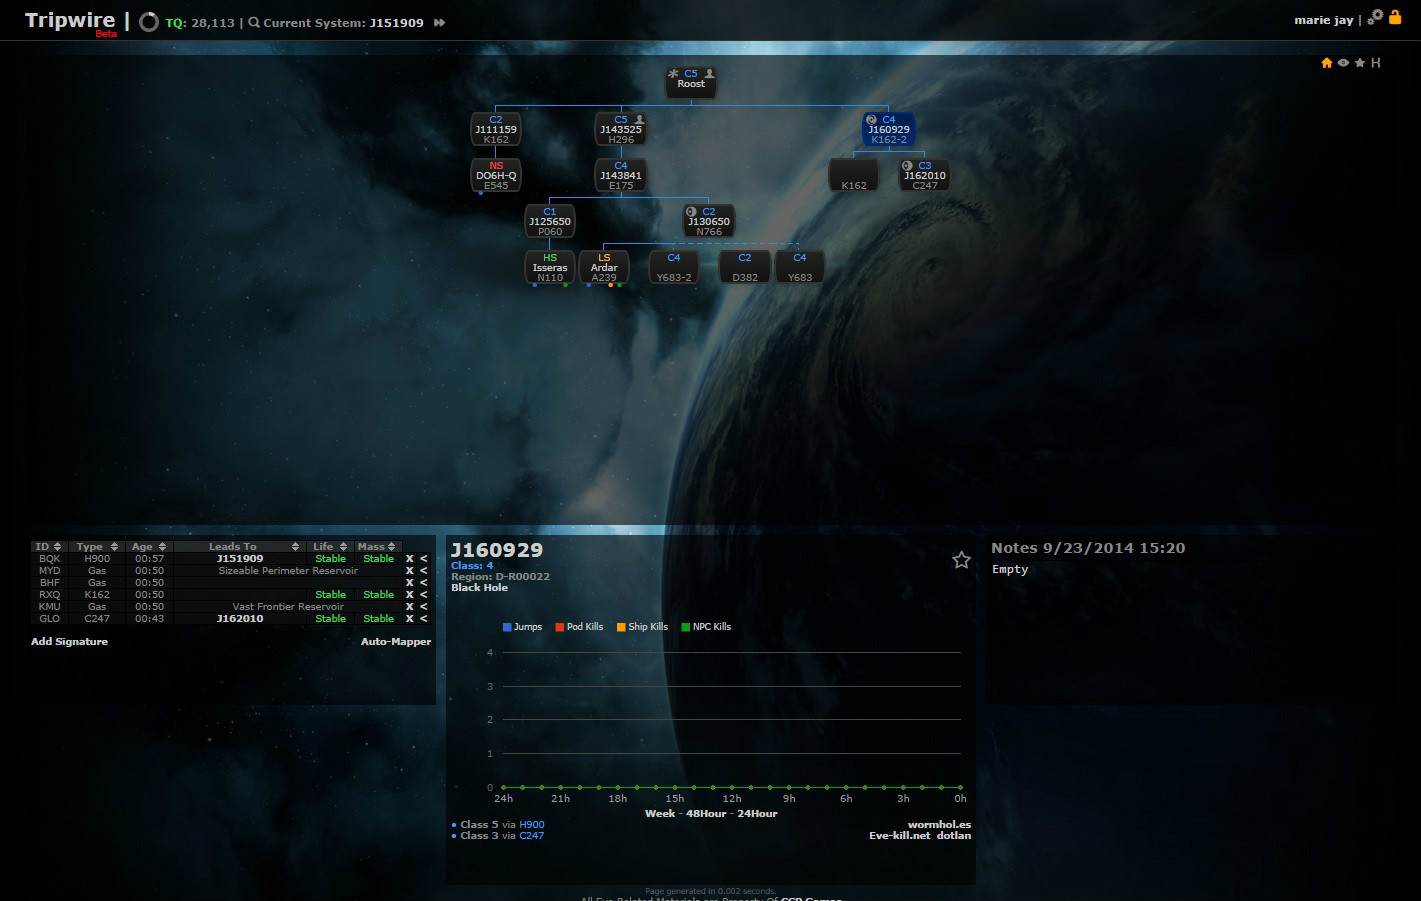 Tripwire | TQ: 28,113 | Current System: J151909
Beta
marie jay |
H
C5
Roost
C2
J111159
K162
C5
J143525
H296
C4
J160929
K162-2
NS
DO6H-Q
E545
C4
J143841
E175
K162
C3
J162010
C247
C1
J125650
P060
C2
J130650
N766
HS
Isseras
N110
LS
Ardar
A239
C4
Y683-2
C2
D382
C4
Y683
ID Type Age Leads To Life Mass
BQK H900 00:57 J151909 Stable Stable X <
MYD Gas 00:50 Sizeable Perimeter Reservoir X <
BHF Gas 00:50 X <
RXQ K162 00:50 Stable Stable X <
KMU Gas 00:50 Vast Frontier Reservoir X <
GLO C247 00:43 J162010 Stable Stable X <
Add Signature Auto-Mapper
J160929
Class: 4
Region: D-R00022
Black Hole
Jumps Pod Kills Ship Kills NPC Kills
4
3
2
1
0
24h 21h 18h 15h 12h 9h 6h 3h 0h
Week - 48Hour - 24Hour
Class 5 via H900
Class 3 via C247
wormhol.es
Eve-kill.net dotlan
Notes 9/23/2014 15:20
Empty
Page generated in 0.002 seconds.
All Eve Related Materials are Property Of CCP Games